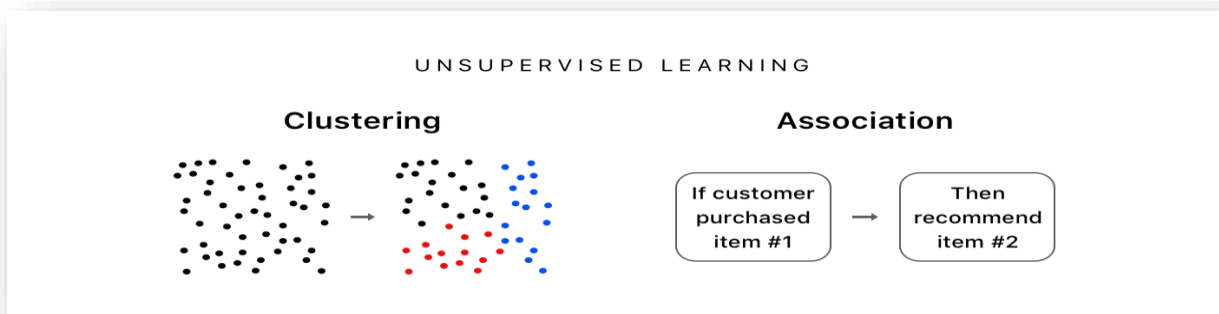 UNSUPERVISED LEARNING
Clustering
Association
If customer
purchased
item #1
Then
recommend
item #2